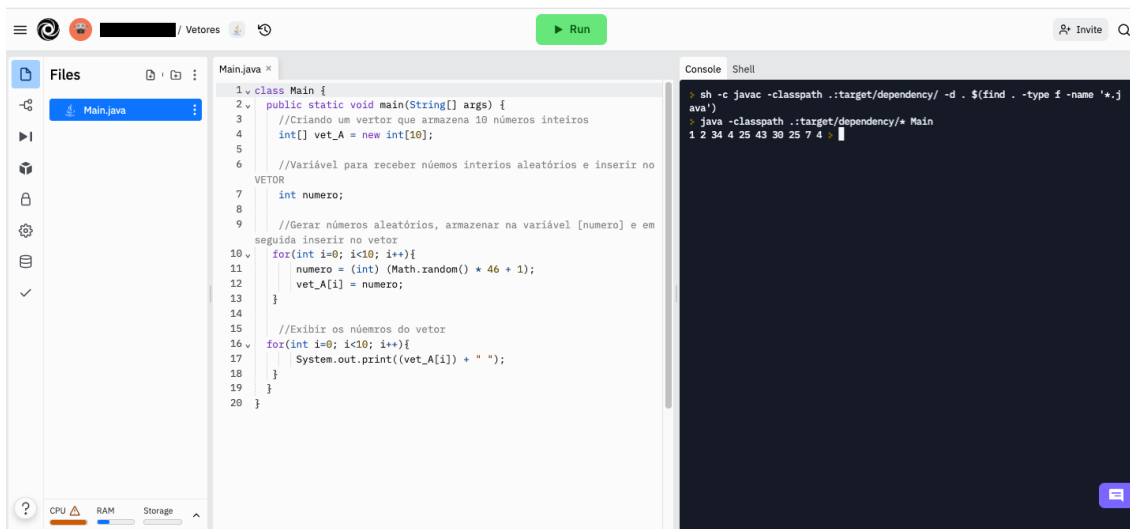 / Vetores
Run
Invite
Files
Main.java
CPU
RAM
Storage
?
Main.java ×
1 class Main {
2 public static void main(String[] args) {
3 //Criando um vertor que armazena 10 números inteiros
4 int[] vet_A = new int[10];
5
6 //Variável para receber núemos interios aleatórios e inserir no
VETOR
7 int numero;
8
9 //Gerar números aleatórios, armazenar na variável [numero] e em
seguida inserir no vetor
10 for(int i=0; i<10; i++){
11 numero = (int) (Math.random() * 46 + 1);
12 vet_A[i] = numero;
13 }
14
15 //Exibir os núemros do vetor
16 for(int i=0; i<10; i++){
17 System.out.print((vet_A[i]) + " ");
18 }
19 }
20 }
Console Shell
> sh -c javac -classpath .:target/dependency/ -d . $(find . -type f -name '*.j
ava')
> java -classpath .:target/dependency/* Main
1 2 34 4 25 43 30 25 7 4 >